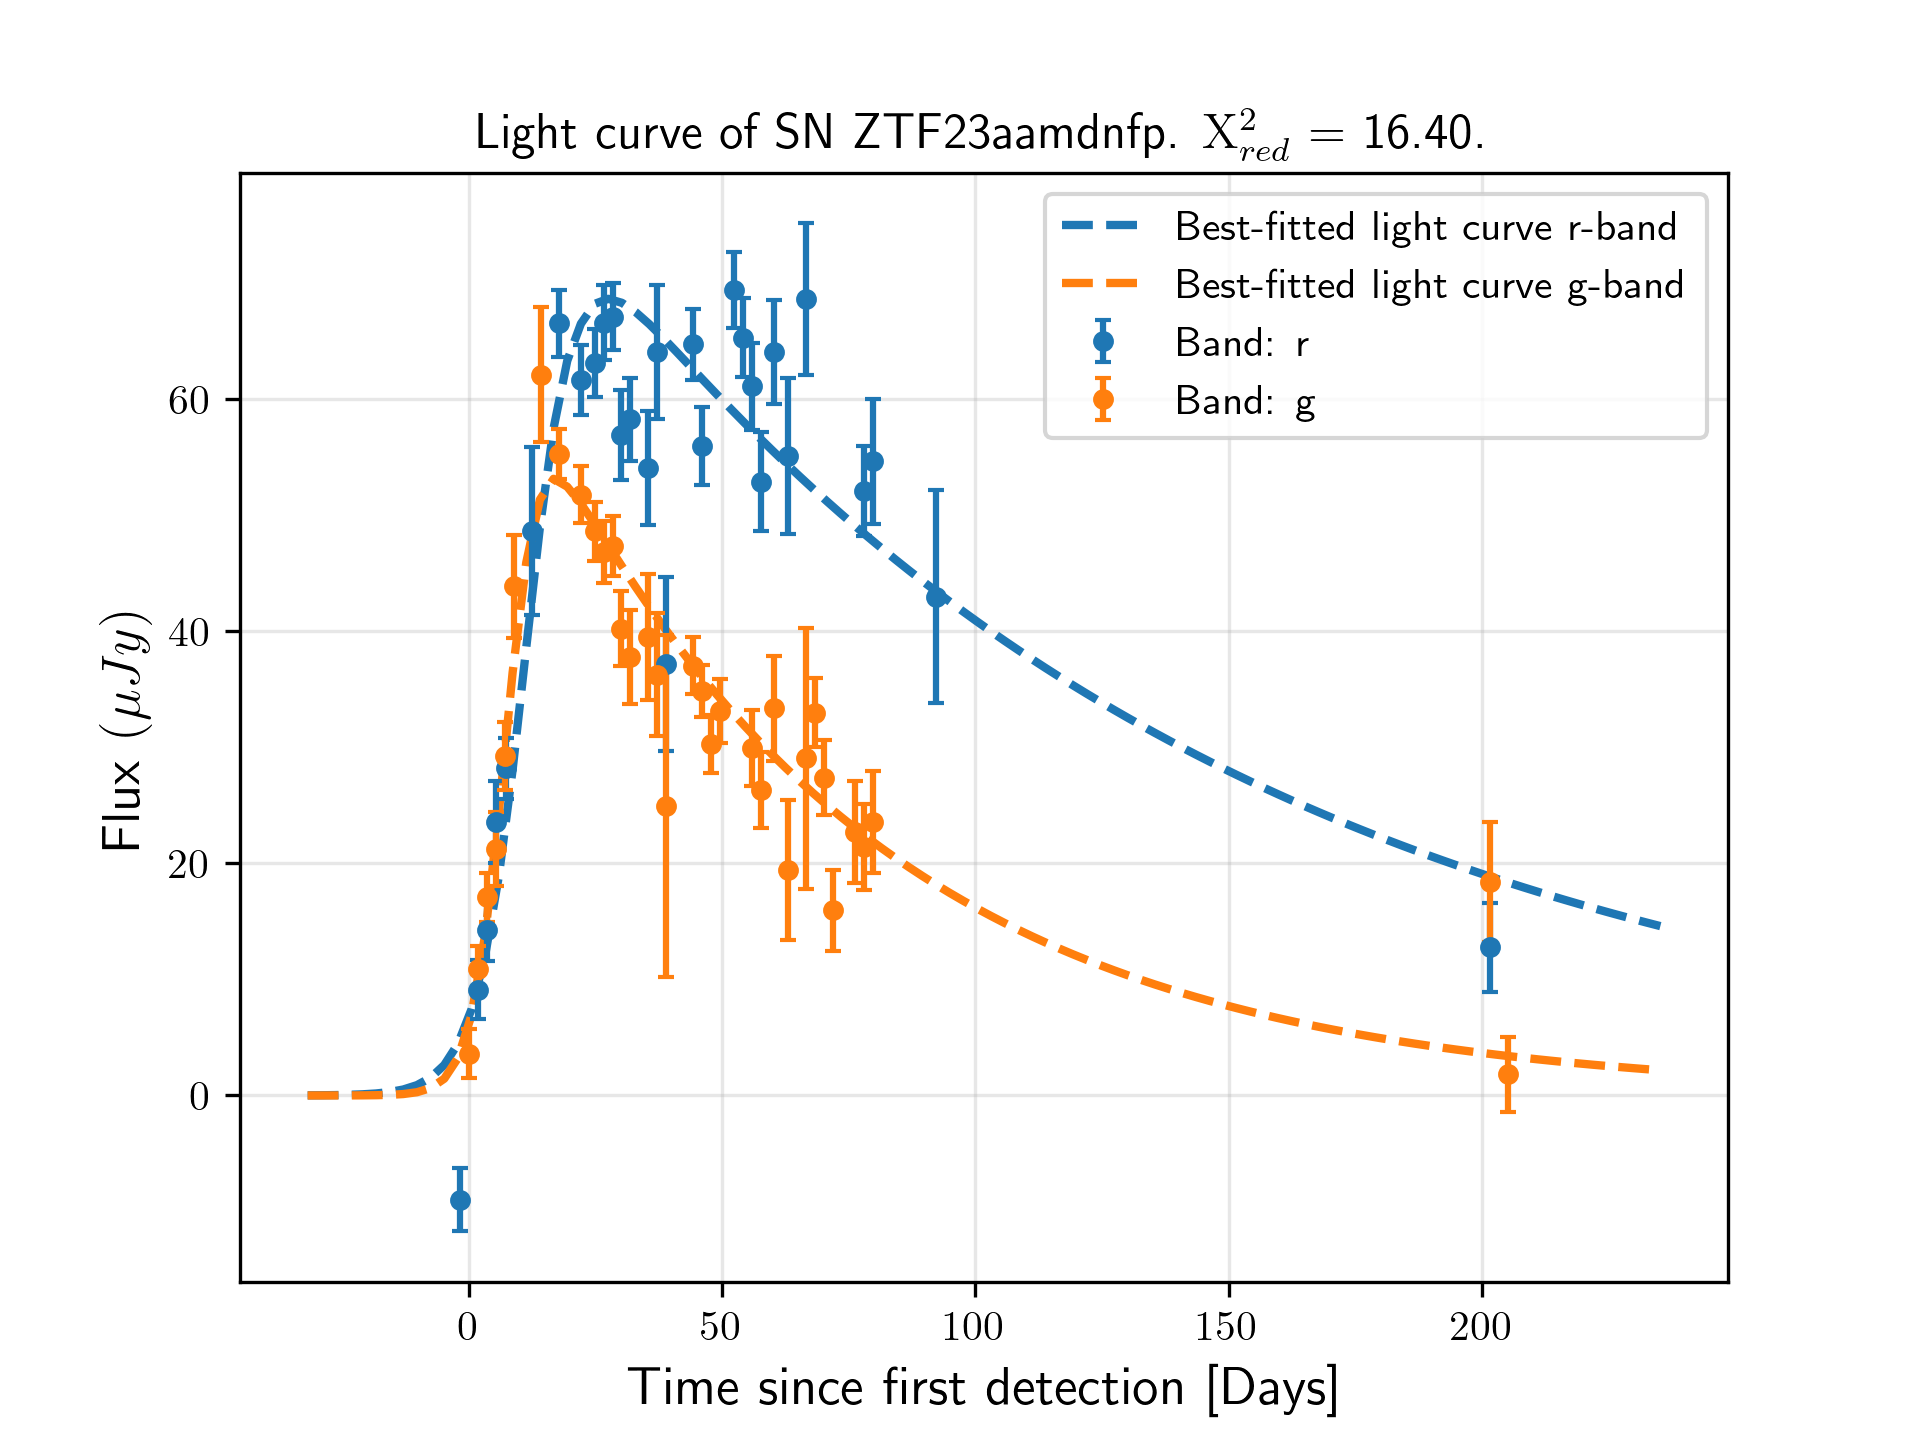 Light curve of SN ZTF23aamdnfp. X²_red = 16.40.
Best-fitted light curve r-band
Best-fitted light curve g-band
Band: r
Band: g
Flux (μJy)
60
40
20
0
0 50 100 150 200
Time since first detection [Days]